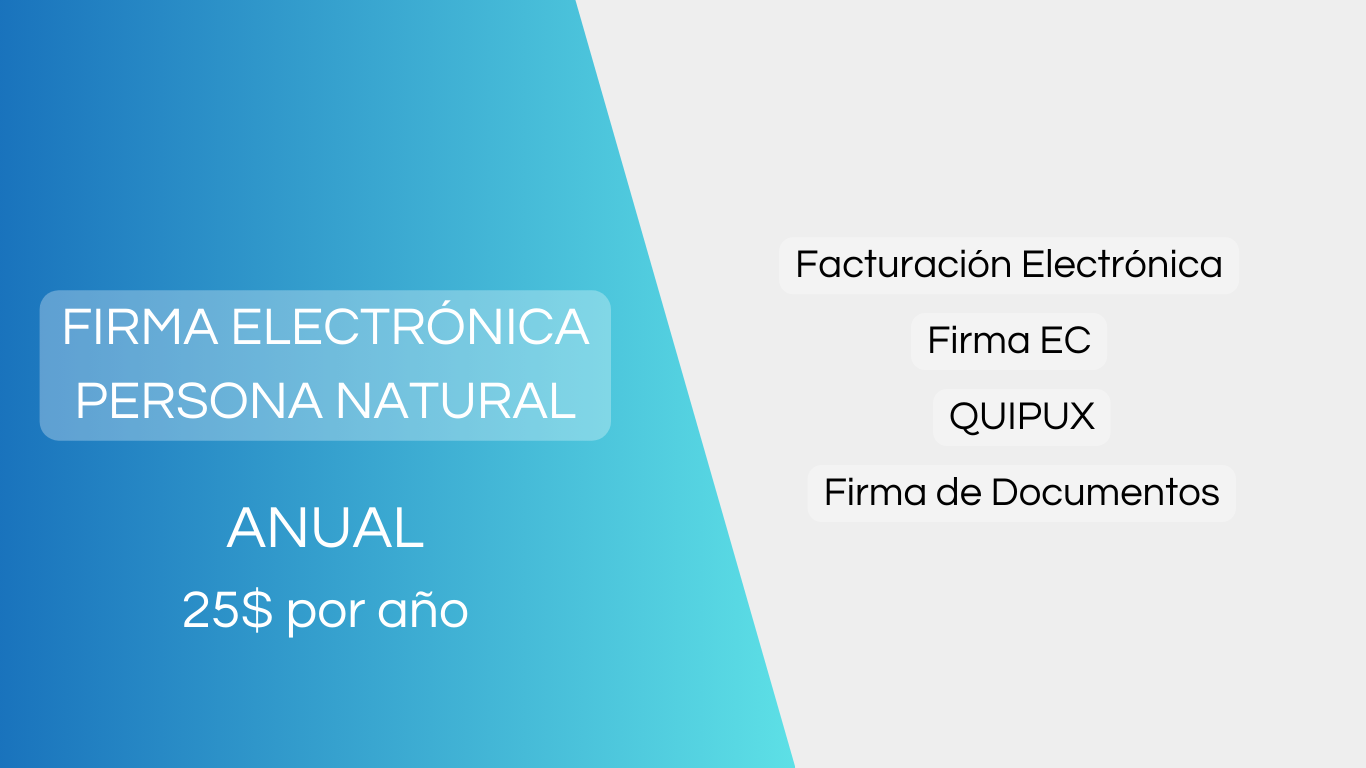 FIRMA ELECTRÓNICA
PERSONA NATURAL
ANUAL
25$ por año
Facturación Electrónica
Firma EC
QUIPUX
Firma de Documentos